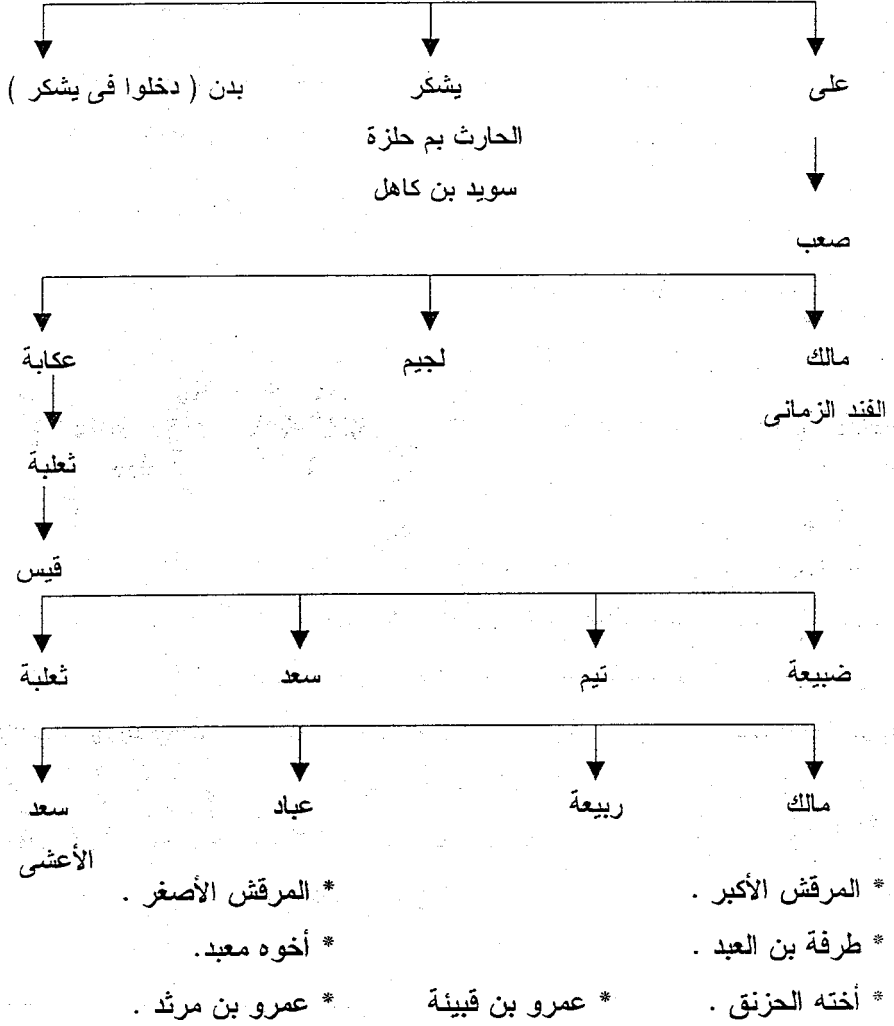 على يشكر بدن ( دخلوا فى يشكر )
الحارث بم حلزة
سويد بن كاهل
صعب
مالك لجيم عكابة
الفند الزمانى
ثعلبة
قيس
ضبيعة تيم سعد ثعلبة
مالك ربيعة عباد سعد
الأعشى
* المرقش الأكبر . * المرقش الأصغر .
* طرفة بن العبد . * أخوه معبد.
* أخته الحزنق . * عمرو بن قبيئة * عمرو بن مرثد .